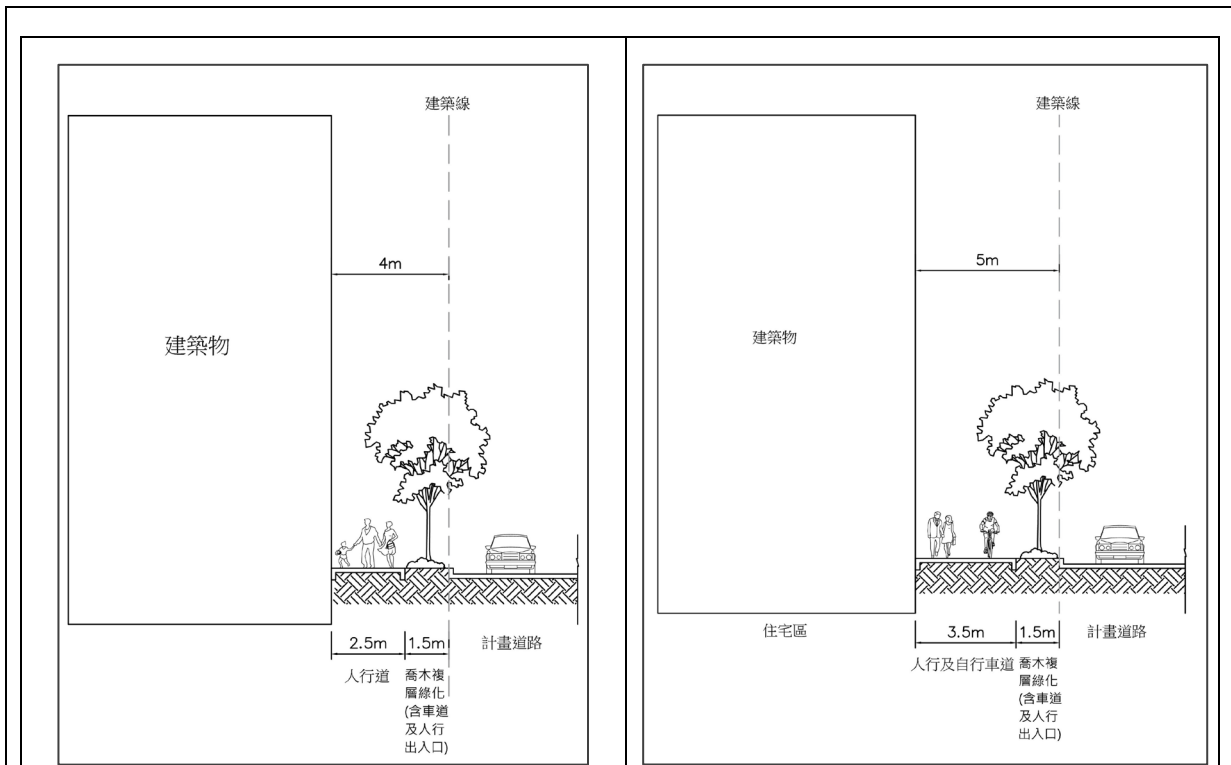 建築線
4m
建築物
2.5m
1.5m
計畫道路
人行道
喬木複
層綠化
(含車道
及人行
出入口)
建築線
5m
建築物
住宅區
3.5m
1.5m
計畫道路
人行及自行車道
喬木複
層綠化
(含車道
及人行
出入口)